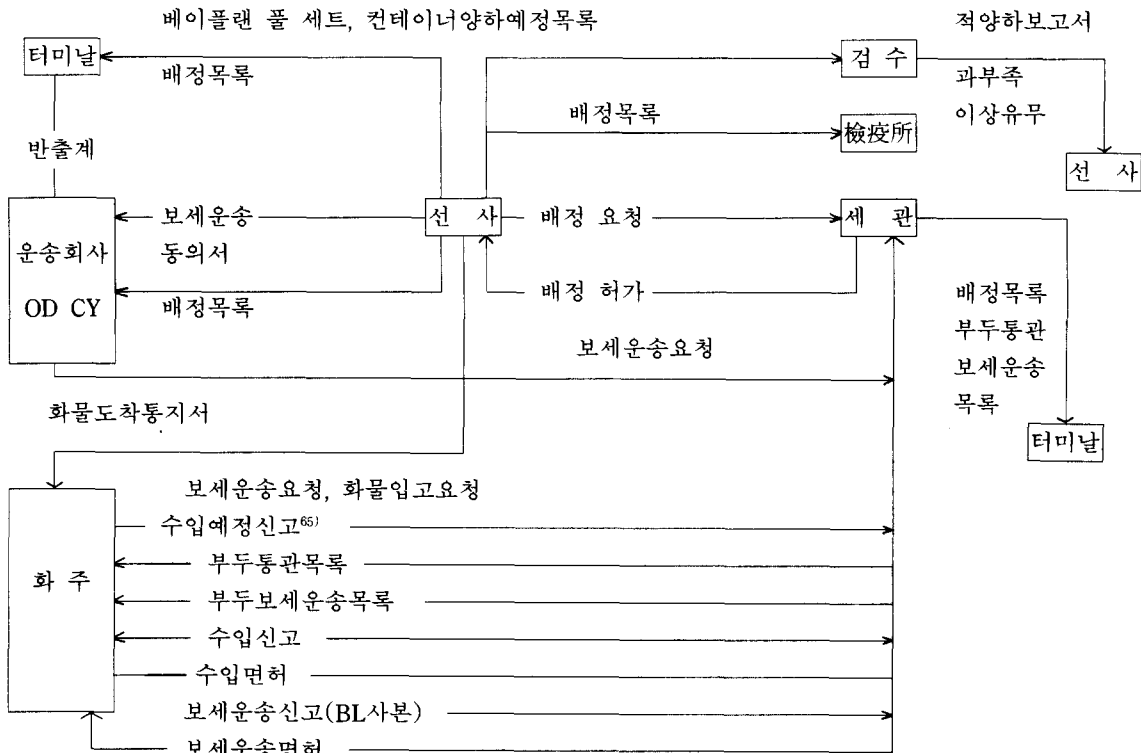 베이플랜 풀 세트, 컨테이너양하예정목록
적양하보고서
터미날
검 수
배정목록
과부족
배정목록
檢疫所
이상유무
반출계
선 사
보세운송
선 사
배정 요청
세 관
운송회사
동의서
OD CY
배정목록
배정 허가
배정목록
부두통관
보세운송요청
보세운송
목록
화물도착통지서
터미날
보세운송요청, 화물입고요청
수입예정신고65)
부두통관목록
화 주
부두보세운송목록
수입신고
수입면허
보세운송신고(BL사본)
보세운송면허